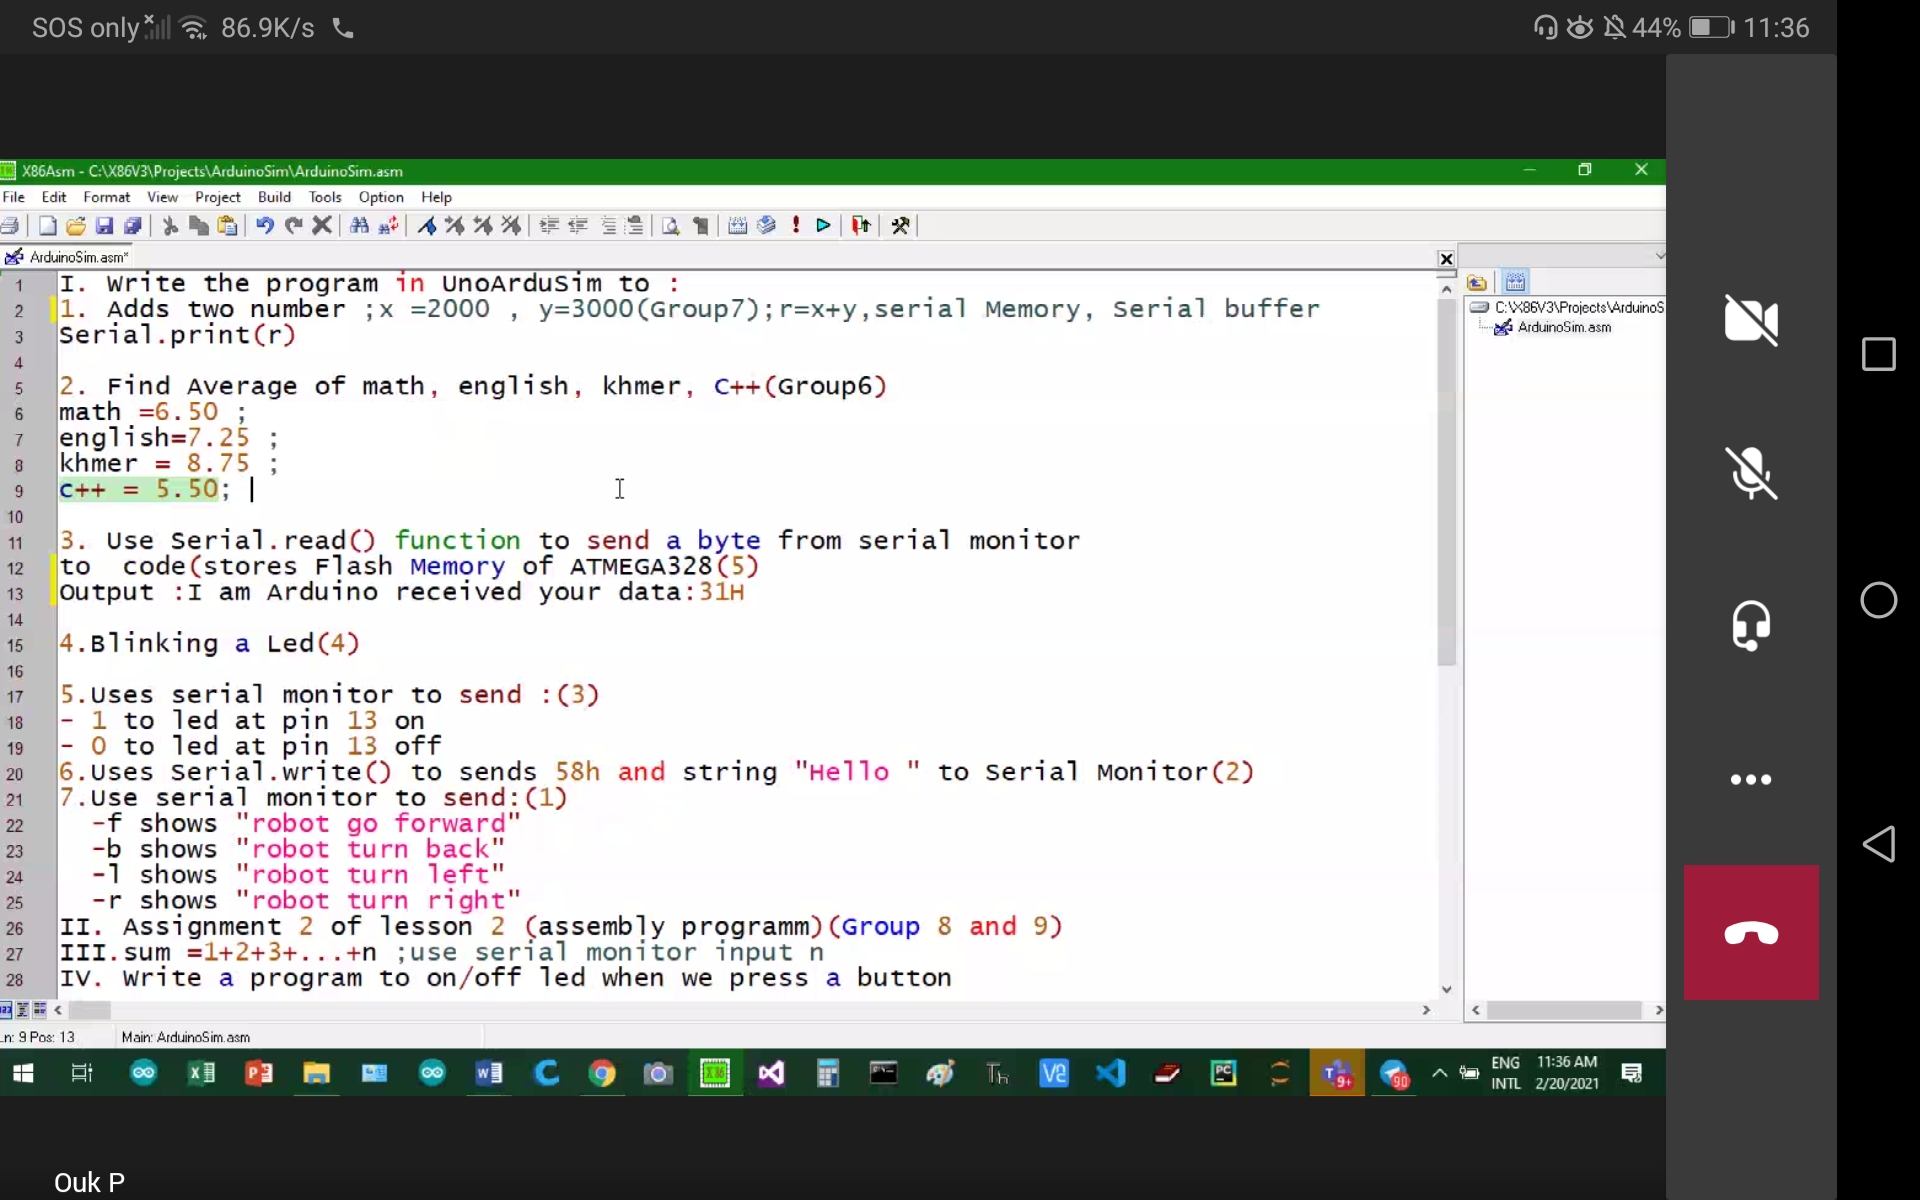 SOS only 86.9K/s 44% 11:36
X86Asm - C:\X86V3\Projects\ArduinoSim\ArduinoSim.asm
File Edit Format View Project Build Tools Option Help
ArduinoSim.asm*
1 I. Write the program in UnoArduSim to :
2 1. Adds two number ;x =2000 , y=3000(Group7);r=x+y,serial Memory, Serial buffer
3 Serial.print(r)
4
5 2. Find Average of math, english, khmer, C++(Group6)
6 math =6.50 ;
7 english=7.25 ;
8 khmer = 8.75 ;
9 c++ = 5.50;
10
11 3. Use Serial.read() function to send a byte from serial monitor
12 to code(stores Flash Memory of ATMEGA328(5)
13 Output :I am Arduino received your data:31H
14
15 4.Blinking a Led(4)
16
17 5.Uses serial monitor to send :(3)
18 - 1 to led at pin 13 on
19 - 0 to led at pin 13 off
20 6.Uses Serial.write() to sends 58h and string "Hello " to Serial Monitor(2)
21 7.Use serial monitor to send:(1)
22 -f shows "robot go forward"
23 -b shows "robot turn back"
24 -l shows "robot turn left"
25 -r shows "robot turn right"
26 II. Assignment 2 of lesson 2 (assembly programm)(Group 8 and 9)
27 III.sum =1+2+3+...+n ;use serial monitor input n
28 IV. Write a program to on/off led when we press a button
C:\X86V3\Projects\ArduinoS
ArduinoSim.asm
Ln: 9 Pos: 13 Main: ArduinoSim.asm
ENG 11:36 AM
INTL 2/20/2021
Ouk P